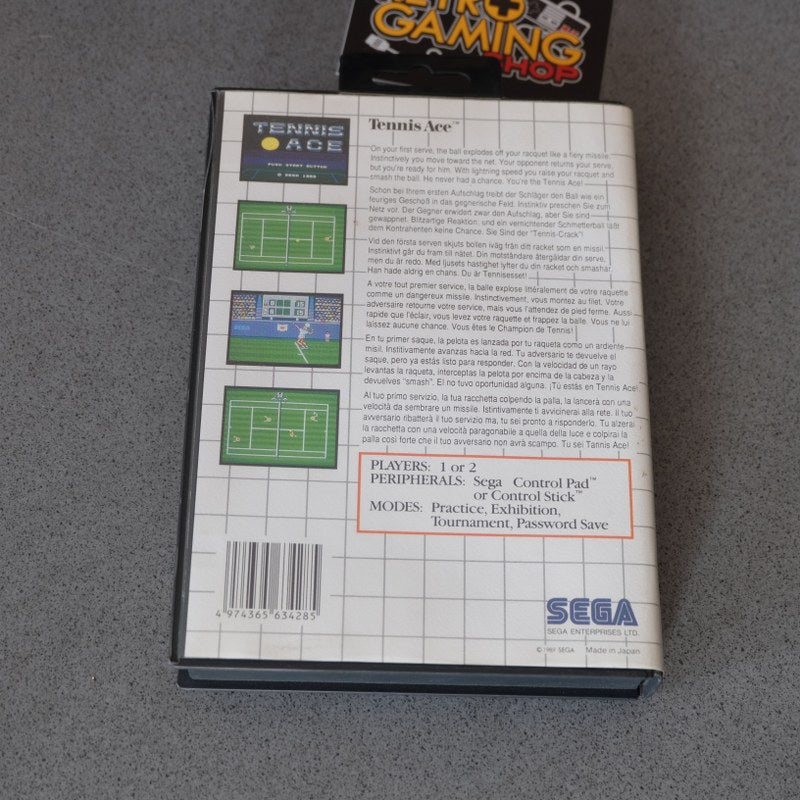 RETRO
GAMING
SHOP
TENNIS
ACE
PUSH START BUTTON
© SEGA 1989
SEGA
Tennis Ace™
On your first serve, the ball explodes off your racquet like a fiery missile.
Instinctively you move toward the net. Your opponent returns your serve,
but you're ready for him. With lightning speed you raise your racquet and
smash the ball. He never had a chance. You're the Tennis Ace!
Schon bei Ihrem ersten Aufschlag treibt der Schläger den Ball wie ein
feuriges Geschoß in das gegnerische Feld. Instinktiv preschen Sie zum
Netz vor. Der Gegner erwidert zwar den Aufschlag, aber Sie sind
gewappnet. Blitzartige Reaktion: und ein vernichtender Schmetterball läßt
dem Kontrahenten keine Chance. Sie Sind der "Tennis-Crack"!
Vid den första serven skjuts bollen iväg från ditt racket som en missil.
Instinktivt går du fram till nätet. Din motståndare återgäldar din serve,
men du är redo. Med ljusets hastighet lyfter du din racket och smashar.
Han hade aldrig en chans. Du är Tennisesset!
A votre tout premier service, la balle explose littéralement de votre raquette
comme un dangereux missile. Instinctivement, vous montez au filet. Votre
adversaire retourne votre service, mais vous l'attendez de pied ferme. Aussi
rapide que l'éclair, vous levez votre raquette et frappez la balle. Vous ne lui
laissez aucune chance. Vous êtes le Champion de Tennis!
En tu primer saque, la pelota es lanzada por tu raqueta como un ardiente
misil. Institivamente avanzas hacia la red. Tu adversario te devuelve el
saque, pero ya estás listo para responder. Con la velocidad de un rayo
levantas la raqueta, interceptas la pelota por encima de la cabeza y la
devuelves "smash". El no tuvo oportunidad alguna. ¡Tú estás en Tennis Ace!
Al tuo primo servizio, la tua racchetta colpendo la palla, la lancerà con una
velocità da sembrare un missile. Istintivamente ti avvicinerai alla rete. Il tuo
avversario ribatterà il tuo servizio ma, tu sei pronto a risponderlo. Tu alzerai
la racchetta con una velocità paragonabile a quella della luce e colpirai la
palla così forte che il tuo avversario non avrà scampo. Tu sei Tannis Ace!
PLAYERS: 1 or 2
PERIPHERALS: Sega Control Pad™
or Control Stick™
MODES: Practice, Exhibition,
Tournament, Password Save
4 974365 634285
SEGA
SEGA ENTERPRISES LTD.
© 1989 SEGA Made in Japan